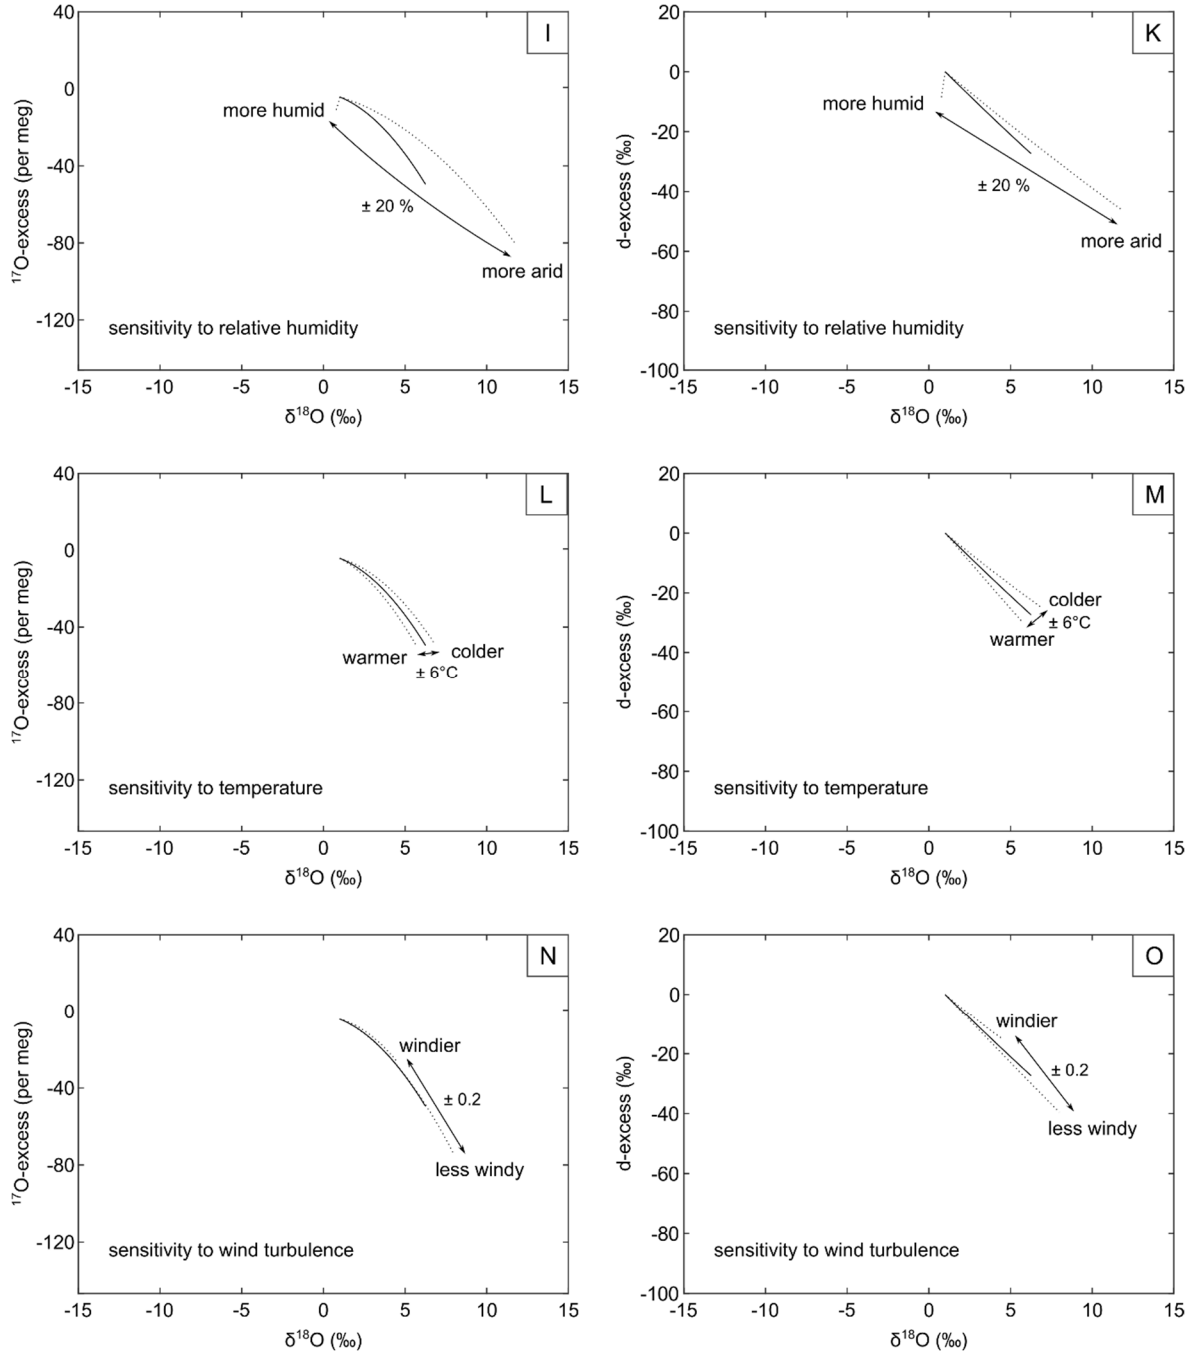 I
40
0
-40
-80
-120
17O-excess (per meg)
more humid
± 20 %
more arid
sensitivity to relative humidity
-15 -10 -5 0 5 10 15
δ18O (‰)
K
20
0
-20
-40
-60
-80
-100
d-excess (‰)
more humid
± 20 %
more arid
sensitivity to relative humidity
-15 -10 -5 0 5 10 15
δ18O (‰)
L
40
0
-40
-80
-120
17O-excess (per meg)
warmer
colder
± 6°C
sensitivity to temperature
-15 -10 -5 0 5 10 15
δ18O (‰)
M
20
0
-20
-40
-60
-80
-100
d-excess (‰)
colder
± 6°C
warmer
sensitivity to temperature
-15 -10 -5 0 5 10 15
δ18O (‰)
N
40
0
-40
-80
-120
17O-excess (per meg)
windier
± 0.2
less windy
sensitivity to wind turbulence
-15 -10 -5 0 5 10 15
δ18O (‰)
O
20
0
-20
-40
-60
-80
-100
d-excess (‰)
windier
± 0.2
less windy
sensitivity to wind turbulence
-15 -10 -5 0 5 10 15
δ18O (‰)